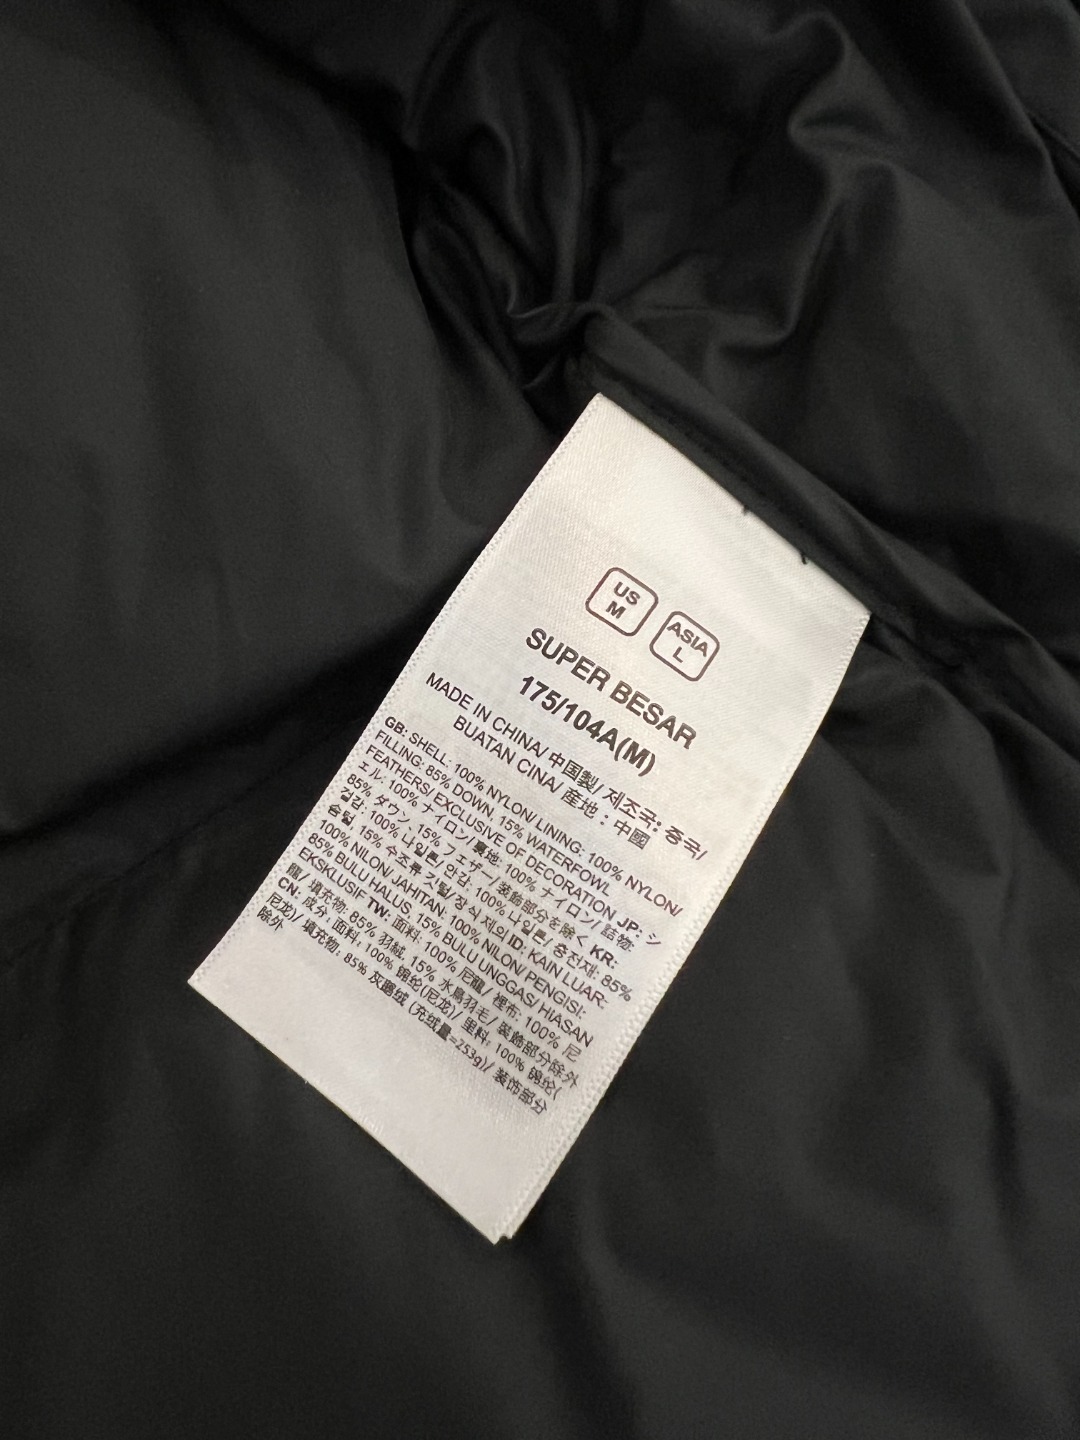 US
M
ASIA
L
SUPER BESAR
175/104A(M)
MADE IN CHINA/ 中国製/ 제조국: 중국/
BUATAN CINA/ 産地：中國
GB: SHELL: 100% NYLON/ LINING: 100% NYLON/
FILLING: 85% DOWN, 15% WATERFOWL
FEATHERS/ EXCLUSIVE OF DECORATION JP: シ
ェル: 100% ナイロン/ 裏地: 100% ナイロン/ 詰物:
85% ダウン、15% フェザー/ 装飾部分を除く KR:
겉감: 100% 나일론/ 안감: 100% 나일론/ 충전재: 85%
솜털, 15% 수조류 깃털/ 장식 제외 ID: KAIN LUAR:
100% NILON/ JAHITAN: 100% NILON/ PENGISI:
85% BULU HALUS, 15% BULU UNGGAS/ HIASAN
EKSKLUSIF TW: 面料: 100% 尼龍/ 裡布: 100% 尼
龍/ 填充物: 85% 羽絨, 15% 水鳥羽毛/ 裝飾部分除外
CN: 成分: 面料: 100% 锦纶(尼龙)/ 里料: 100% 锦纶(
尼龙)/ 填充物: 85% 灰鸭绒 (充绒量=253g)/ 装饰部分
除外